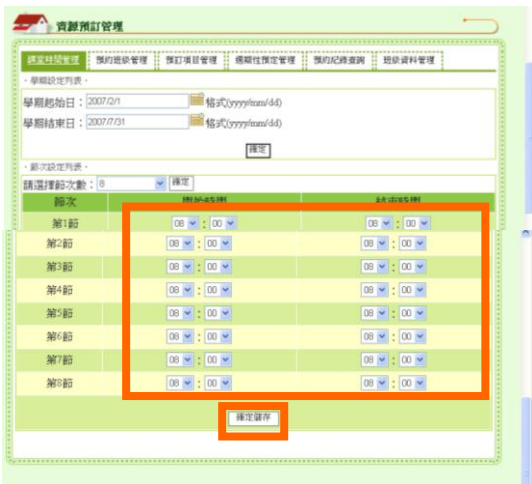 資源預訂管理
課堂時間管理 預約班級管理 預訂項目管理 週期性預定管理 預約紀錄查詢 班級資料管理
· 學期設定列表 ·
學期起始日：2007/2/1 格式(yyyy/mm/dd)
學期結束日：2007/7/31 格式(yyyy/mm/dd)
確定
· 節次設定列表 ·
請選擇節次數：8 確定
節次 開始時間 結束時間
第1節 08 : 00 08 : 00
第2節 08 : 00 08 : 00
第3節 08 : 00 08 : 00
第4節 08 : 00 08 : 00
第5節 08 : 00 08 : 00
第6節 08 : 00 08 : 00
第7節 08 : 00 08 : 00
第8節 08 : 00 08 : 00
確定儲存